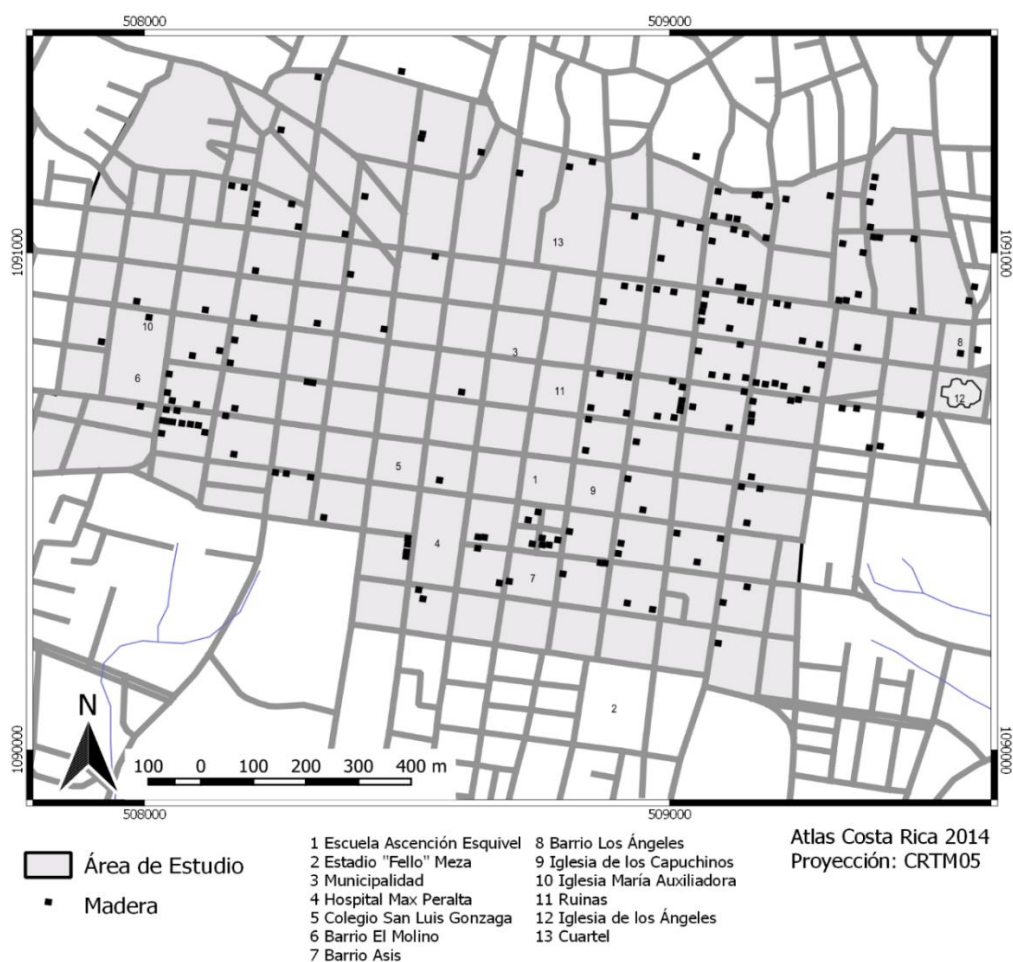 508000 509000
1091000 1091000
13
10
3
8
6
11
12
5
1
9
4
7
2
1090000 1090000
N
100 0 100 200 300 400 m
508000 509000
Área de Estudio
Madera
1 Escuela Ascención Esquivel
2 Estadio "Fello" Meza
3 Municipalidad
4 Hospital Max Peralta
5 Colegio San Luis Gonzaga
6 Barrio El Molino
7 Barrio Asis
8 Barrio Los Ángeles
9 Iglesia de los Capuchinos
10 Iglesia María Auxiliadora
11 Ruinas
12 Iglesia de los Ángeles
13 Cuartel
Atlas Costa Rica 2014
Proyección: CRTM05